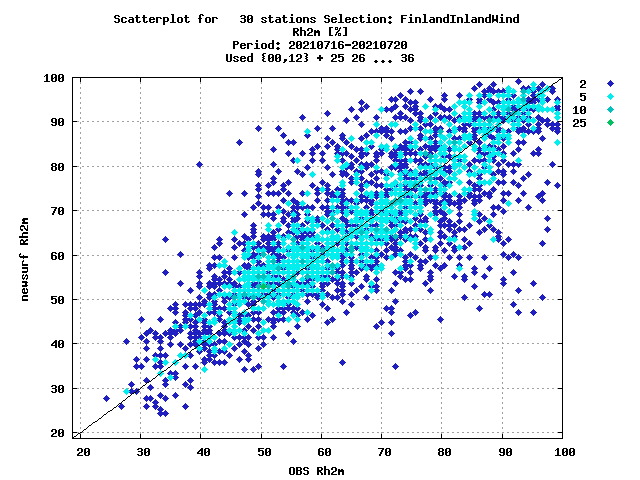 Scatterplot for   30 stations Selection: FinlandInlandWind
Rh2m [%]
Period: 20210716-20210720
Used {00,12} + 25 26 ... 36
2
5
10
25
100
90
80
70
60
50
40
30
20
newsurf Rh2m
20 30 40 50 60 70 80 90 100
OBS Rh2m